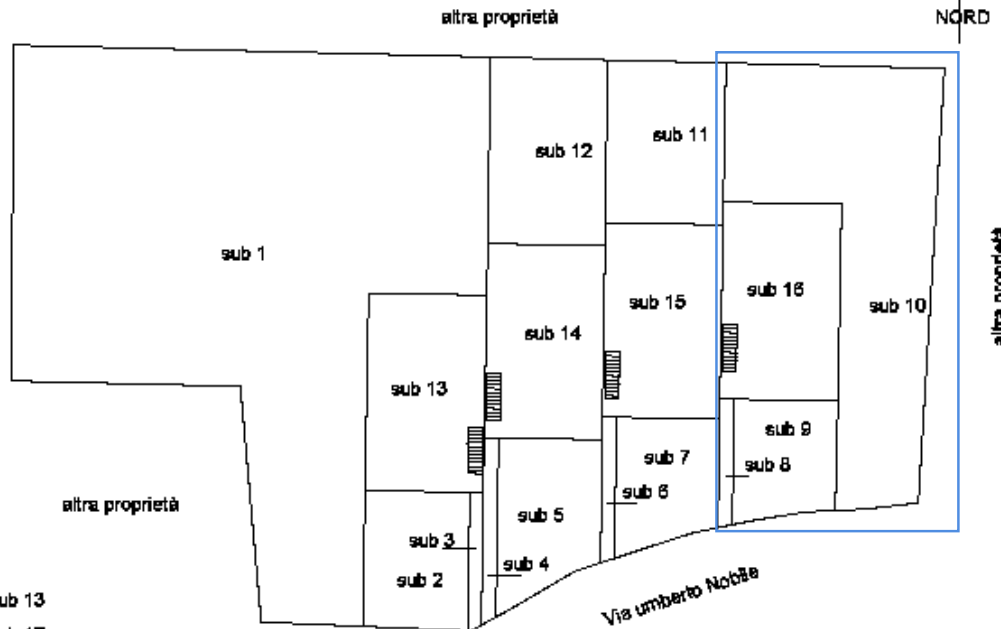 altra proprietà
NORD
sub 11
sub 12
sub 1
altra proprietà
sub 16
sub 15
sub 10
sub 14
sub 13
sub 9
sub 7
sub 8
sub 6
altra proprietà
sub 5
sub 3
sub 4
sub 2
Via umberto Nobile
sub 13